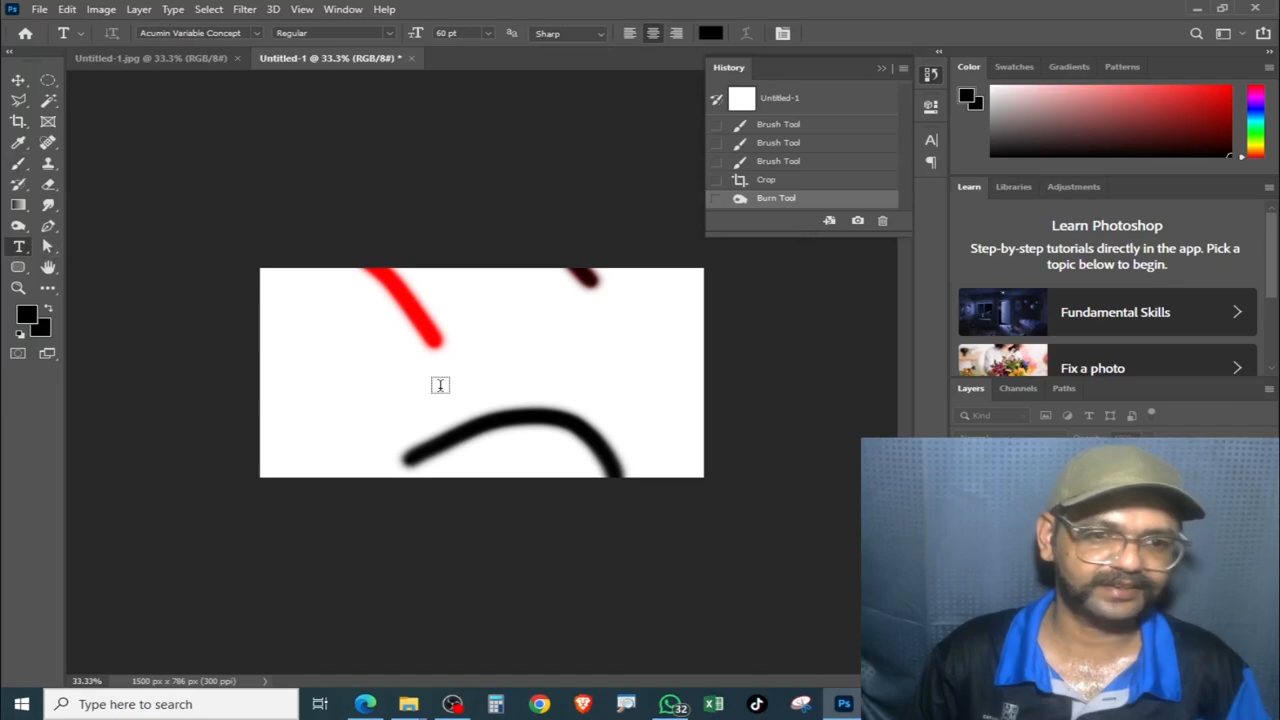 Ps File Edit Image Layer Type Select Filter 3D View Window Help
T Acumin Variable Concept Regular T 60 pt aa Sharp
Untitled-1.jpg @ 33.3% (RGB/8#) × Untitled-1 @ 33.3% (RGB/8#) * ×
History
Untitled-1
Brush Tool
Brush Tool
Brush Tool
Crop
Burn Tool
Color Swatches Gradients Patterns
Learn Libraries Adjustments
Learn Photoshop
Step-by-step tutorials directly in the app. Pick a
topic below to begin.
Fundamental Skills
Fix a photo
Layers Channels Paths
Kind
33.33% 1500 px x 786 px (300 ppi)
Type here to search
32
Ps